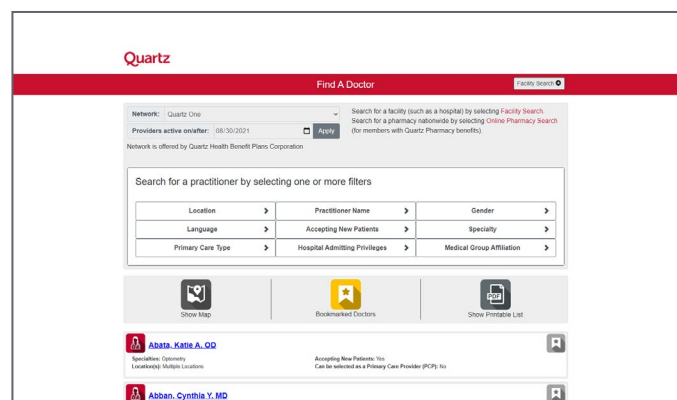 Quartz
Find A Doctor
Facility Search
Network: Quartz One
Providers active on/after: 08/30/2021 Apply
Network is offered by Quartz Health Benefit Plans Corporation
Search for a facility (such as a hospital) by selecting Facility Search.
Search for a pharmacy nationwide by selecting Online Pharmacy Search
(for members with Quartz Pharmacy benefits).
Search for a practitioner by selecting one or more filters
Location Practitioner Name Gender
Language Accepting New Patients Specialty
Primary Care Type Hospital Admitting Privileges Medical Group Affiliation
Show Map Bookmarked Doctors Show Printable List
PDF
Abata, Katie A, OD
Specialties: Optometry
Location(s): Multiple Locations
Accepting New Patients: Yes
Can be selected as a Primary Care Provider (PCP): No
Abban, Cynthia Y, MD